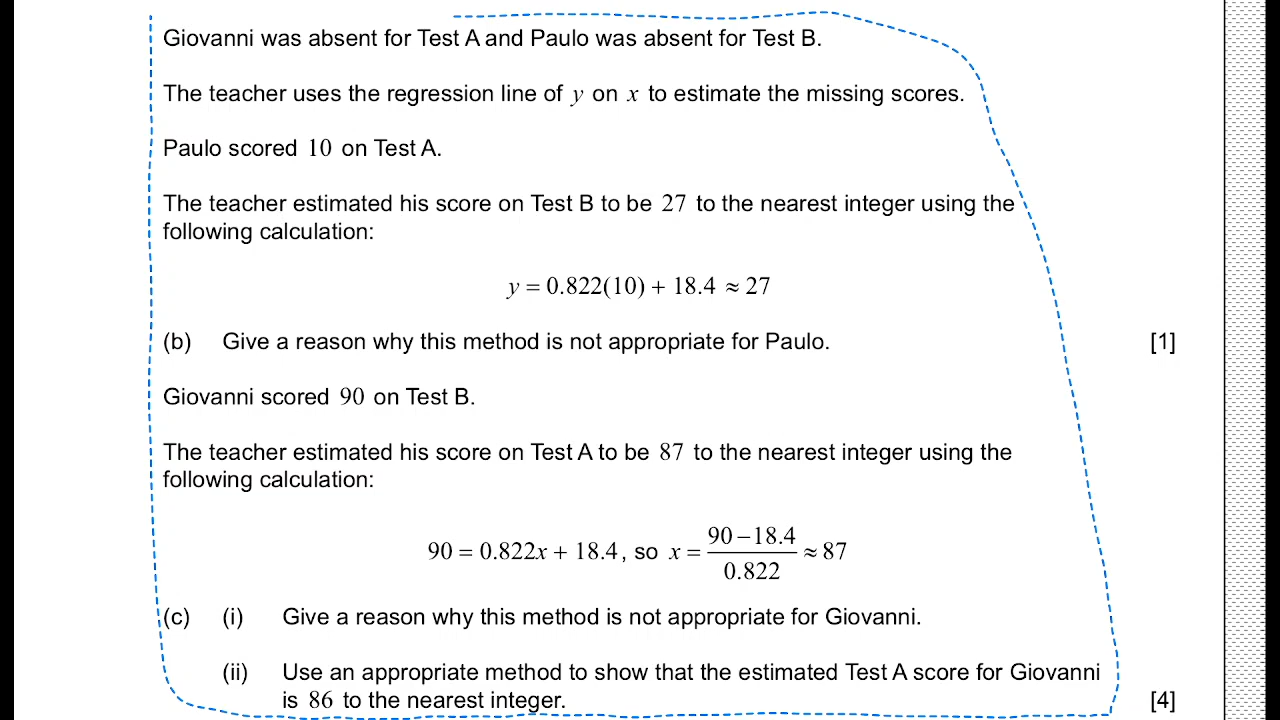 Giovanni was absent for Test A and Paulo was absent for Test B.
The teacher uses the regression line of y on x to estimate the missing scores.
Paulo scored 10 on Test A.
The teacher estimated his score on Test B to be 27 to the nearest integer using the
following calculation:
y = 0.822(10) + 18.4 ≈ 27
(b) Give a reason why this method is not appropriate for Paulo. [1]
Giovanni scored 90 on Test B.
The teacher estimated his score on Test A to be 87 to the nearest integer using the
following calculation:
90 = 0.822x + 18.4, so x = (90 − 18.4)/0.822 ≈ 87
(c) (i) Give a reason why this method is not appropriate for Giovanni.
(ii) Use an appropriate method to show that the estimated Test A score for Giovanni
is 86 to the nearest integer. [4]